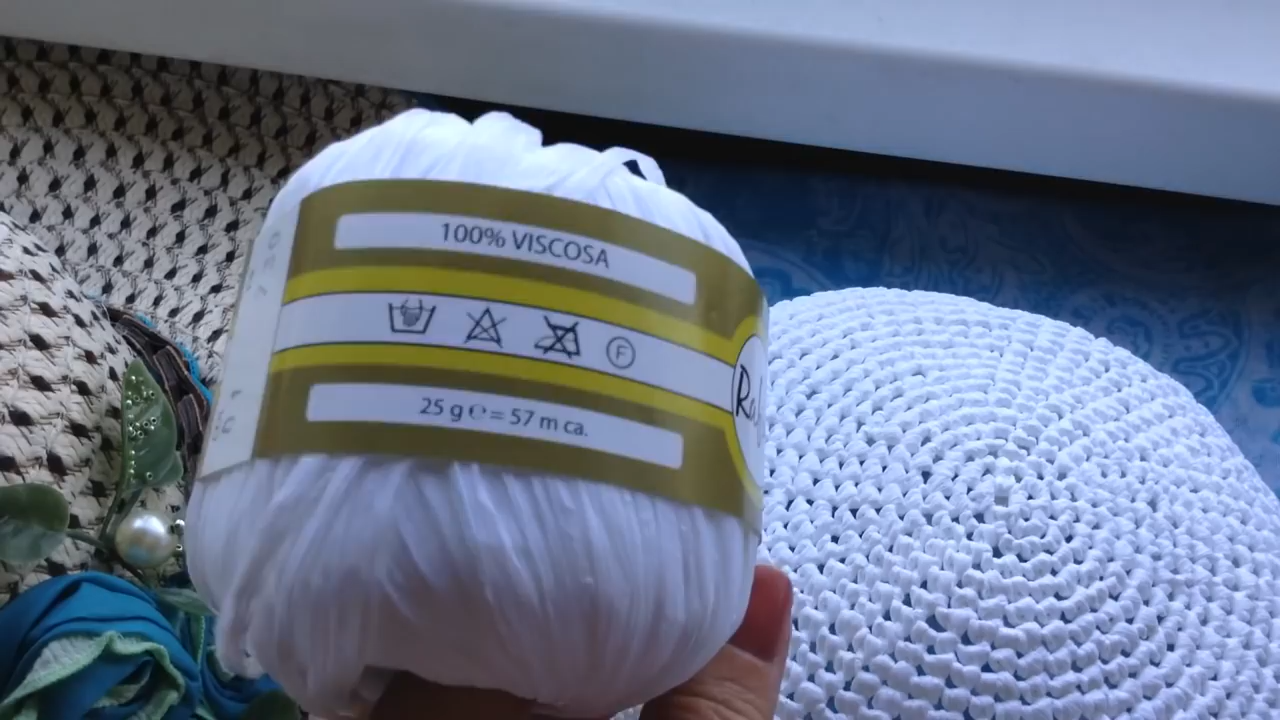 100% VISCOSA
F
25 g ℮ = 57 m ca.